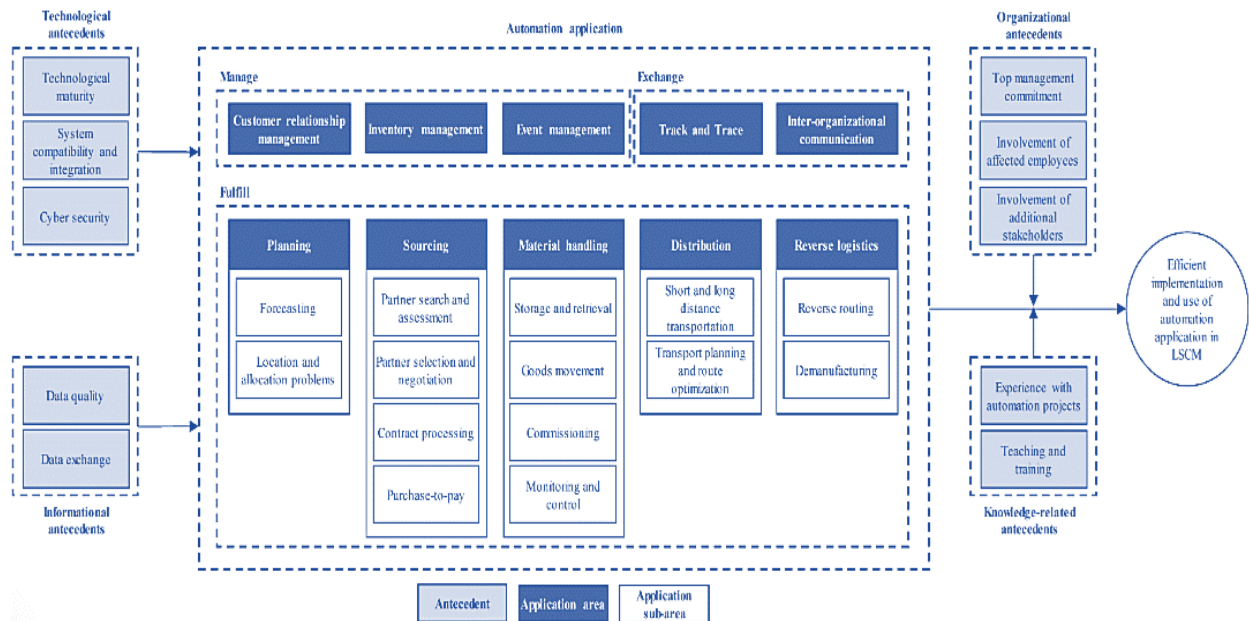 Technological
antecedents
Technological
maturity
System
compatibility and
integration
Cyber security
Data quality
Data exchange
Informational
antecedents
Automation application
Manage
Customer relationship
management
Inventory management
Event management
Exchange
Track and Trace
Inter-organizational
communication
Fulfill
Planning
Forecasting
Location and
allocation problems
Sourcing
Partner search and
assessment
Partner selection and
negotiation
Contract processing
Purchase-to-pay
Material handling
Storage and retrieval
Goods movement
Commissioning
Monitoring and
control
Distribution
Short and long
distance
transportation
Transport planning
and route
optimization
Reverse logistics
Reverse routing
Demanufacturing
Organizational
antecedents
Top management
commitment
Involvement of
affected employees
Involvement of
additional
stakeholders
Experience with
automation projects
Teaching and
training
Knowledge-related
antecedents
Efficient
implementation
and use of
automation
application in
LSCM
Antecedent
Application area
Application
sub-area